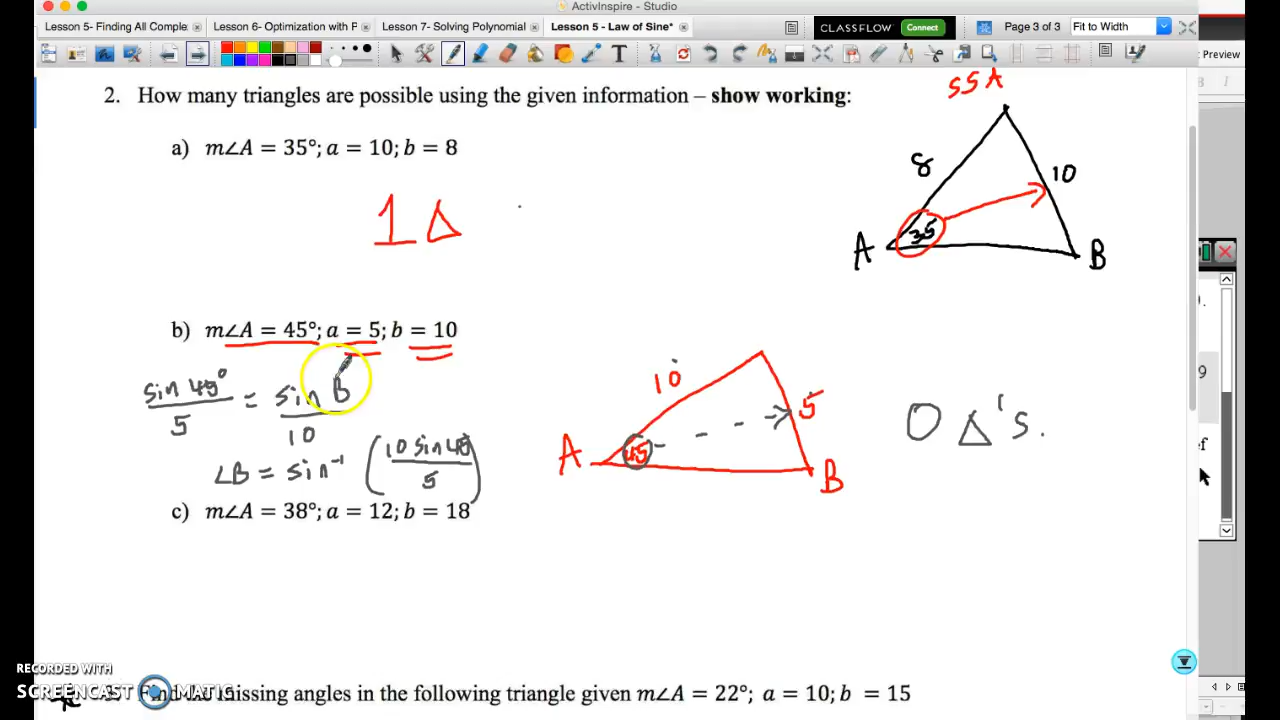 ActivInspire - Studio
Lesson 5- Finding All Comple
Lesson 6- Optimization with F
Lesson 7- Solving Polynomial
Lesson 5 - Law of Sine*
CLASSFLOWR
Connect
Page 3 of 3
Fit to Width
Preview
2. How many triangles are possible using the given information – show working:
SSA
a) m∠A = 35°; a = 10; b = 8
1 Δ
8
10
35
A
B
b) m∠A = 45°; a = 5; b = 10
sin 45° / 5 = sin B / 10
∠B = sin⁻¹ (10 sin 45 / 5)
10
5
45
A
B
0 Δ's.
c) m∠A = 38°; a = 12; b = 18
RECORDED WITH
SCREENCAST MATIC
missing angles in the following triangle given m∠A = 22°; a = 10; b = 15